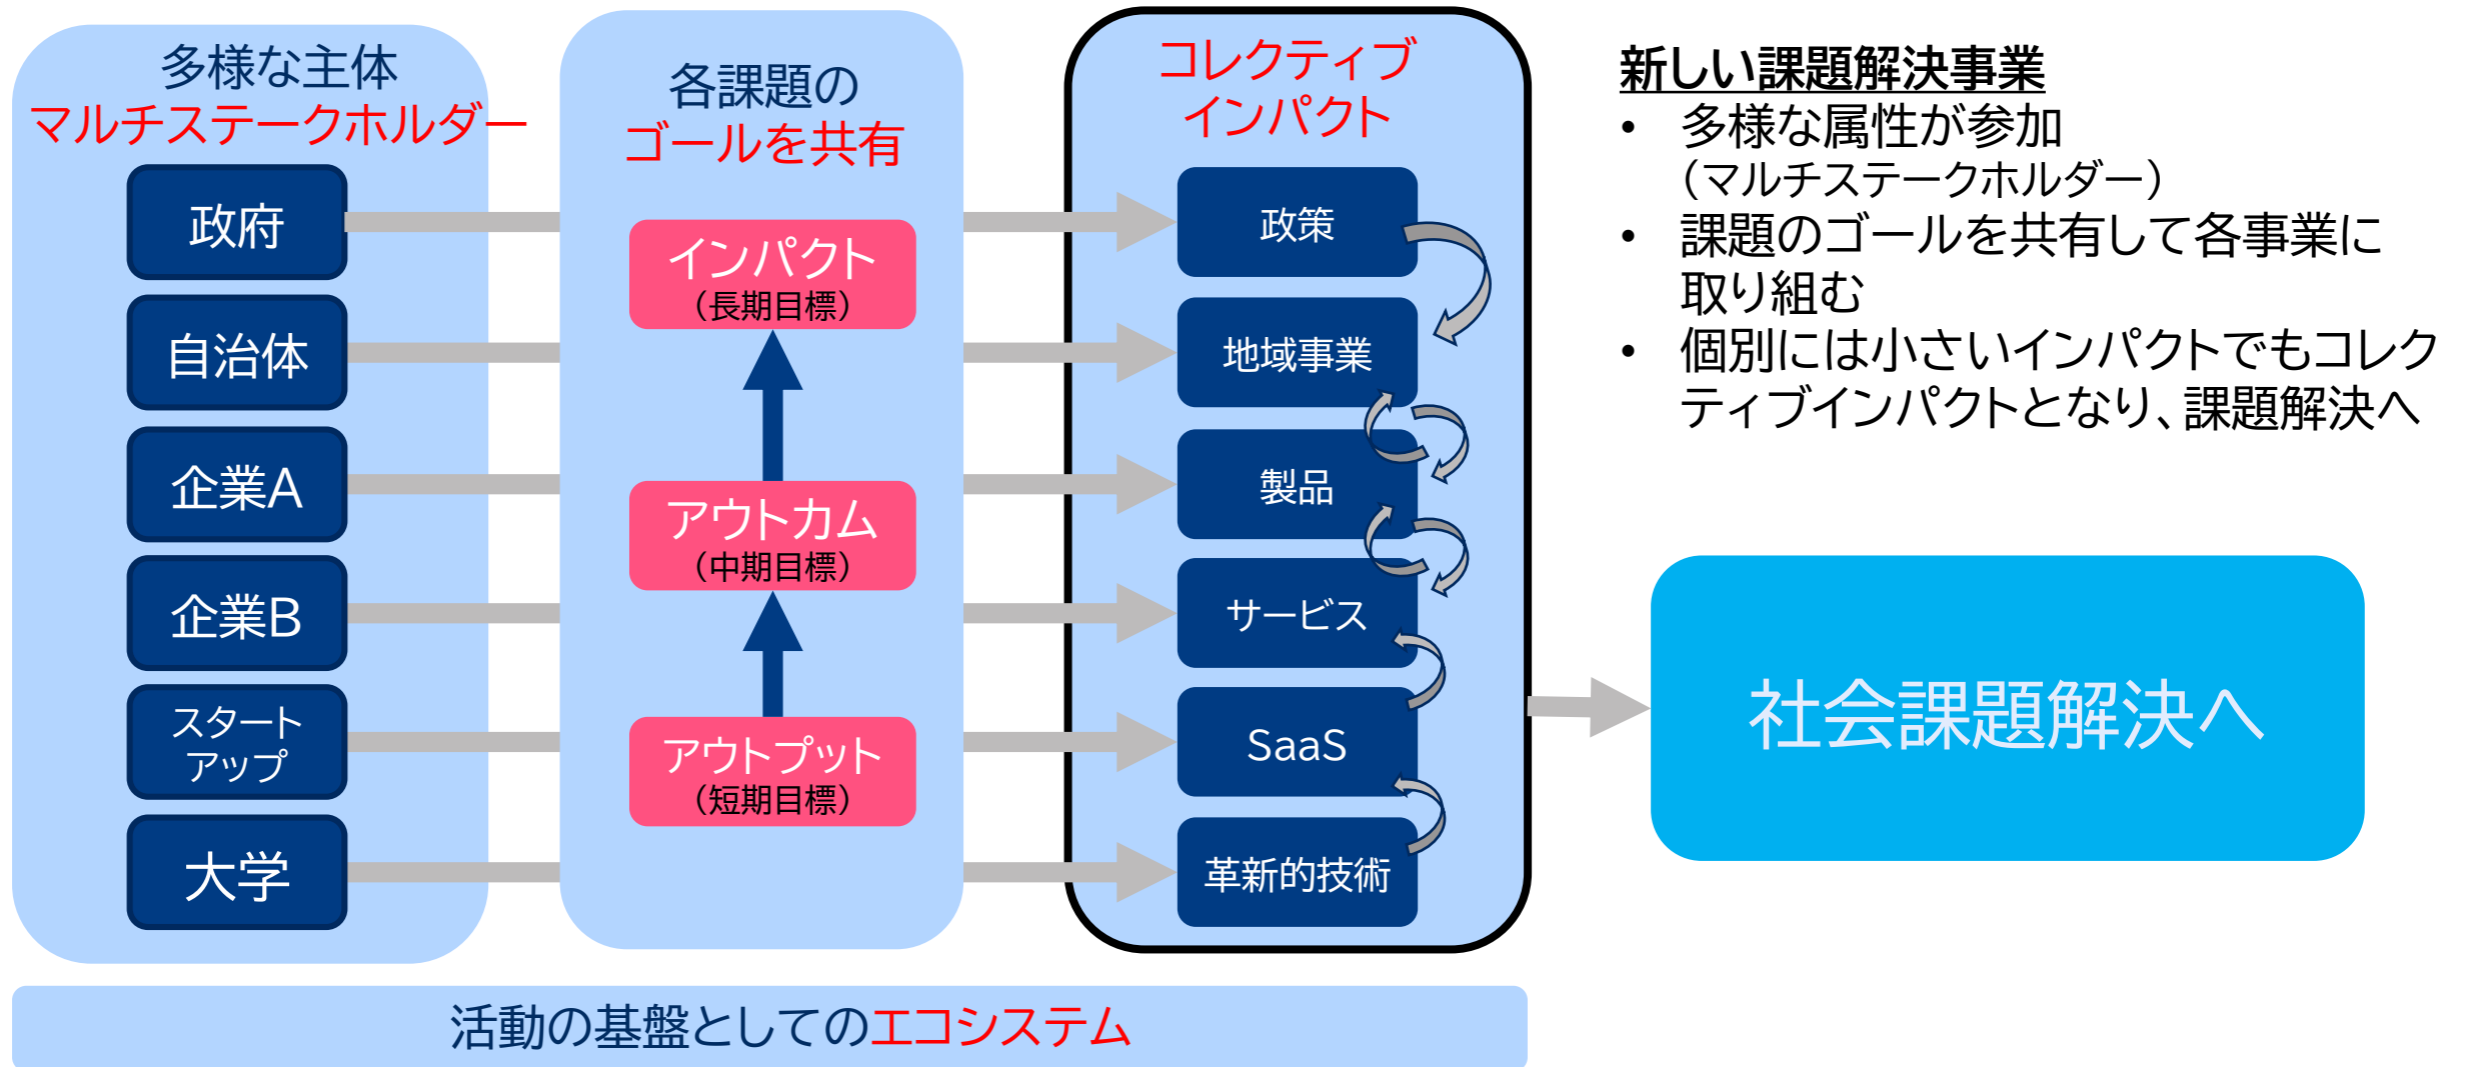 多様な主体
マルチステークホルダー
政府
自治体
企業A
企業B
スタート
アップ
大学
各課題の
ゴールを共有
インパクト
（長期目標）
アウトカム
（中期目標）
アウトプット
（短期目標）
コレクティブ
インパクト
政策
地域事業
製品
サービス
SaaS
革新的技術
新しい課題解決事業
• 多様な属性が参加
（マルチステークホルダー）
• 課題のゴールを共有して各事業に
取り組む
• 個別には小さいインパクトでもコレク
ティブインパクトとなり、課題解決へ
社会課題解決へ
活動の基盤としてのエコシステム